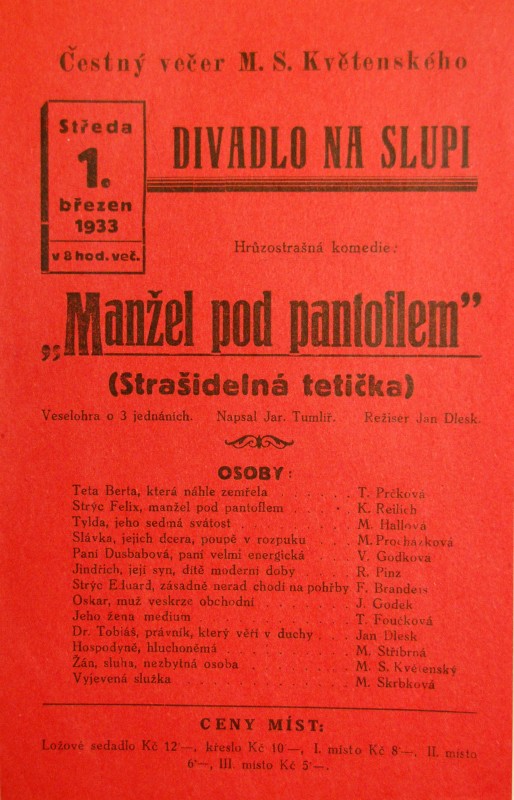 Čestný večer M. S. Květenského
Středa
1.
březen
1933
v 8 hod. več.
DIVADLO NA SLUPI
Hrůzostrašná komedie:
„Manžel pod pantoflem”
(Strašidelná tetička)
Veselohra o 3 jednáních. Napsal Jar. Tumlíř. Režiser Jan Dlesk.
OSOBY:
Teta Berta, která náhle zemřela . . . . . T. Prčková
Strýc Felix, manžel pod pantoflem . . . . K. Reilich
Tylda, jeho sedmá svátost . . . . . . . M. Hallová
Slávka, jejich dcera, poupě v rozpuku . . . M. Procházková
Paní Dusbabová, paní velmi energická . . . V. Godková
Jindřich, její syn, dítě moderní doby . . . . R. Pinz
Strýc Eduard, zásadně nerad chodí na pohřby F. Branders
Oskar, muž veskrze obchodní . . . . . . J. Godek
Jeho žena medium . . . . . . . . . T. Foučková
Dr. Tobiáš, právník, který věří v duchy . . . Jan Dlesk
Hospodyně, hluchoněmá . . . . . . . M. Stříbrná
Žán, sluha, nezbytná osoba . . . . . . M. S. Květenský
Vyjevená služka . . . . . . . . . . M. Skrbková
CENY MÍST:
Ložové sedadlo Kč 12·—, křeslo Kč 10·—, I. místo Kč 8·—. II. místo
6·—, III. místo Kč 5·—.